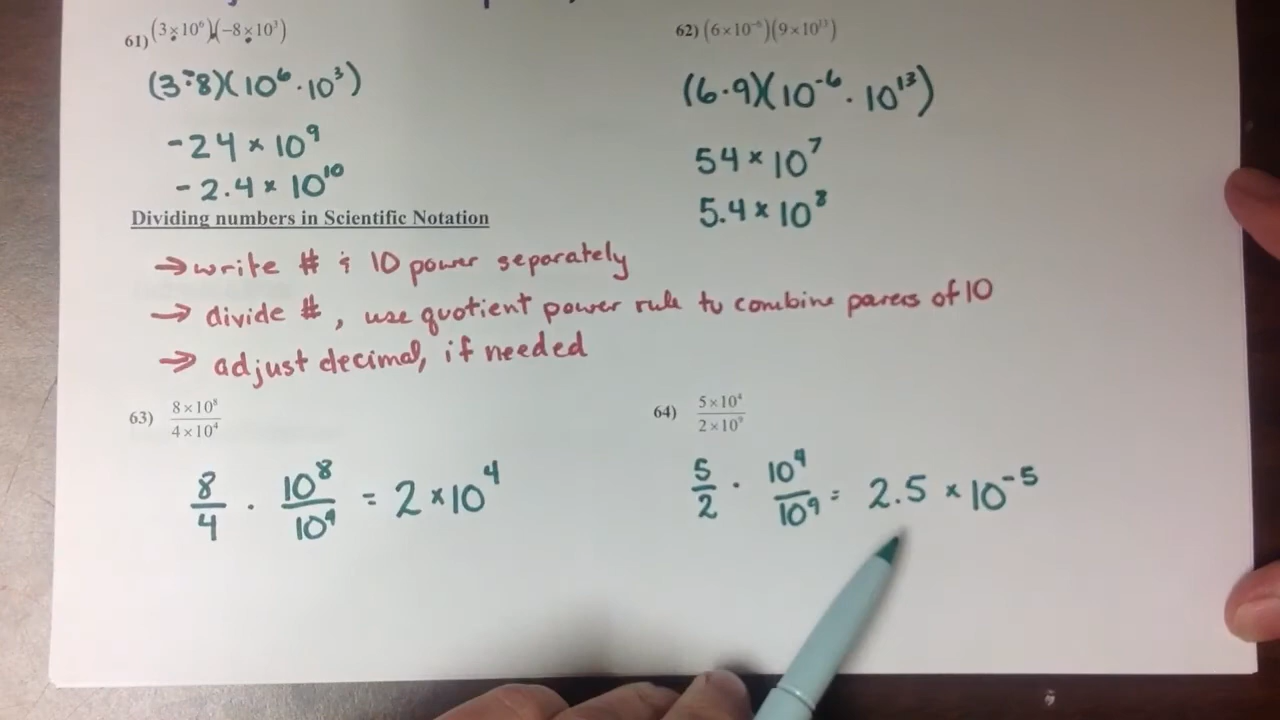 61) (3×10⁶)(−8×10³)
(3·-8)(10⁶·10³)
-24 × 10⁹
-2.4 × 10¹⁰
62) (6×10⁻⁶)(9×10¹³)
(6·9)(10⁻⁶·10¹³)
54 × 10⁷
5.4 × 10⁸
Dividing numbers in Scientific Notation
→ write # & 10 power separately
→ divide #, use quotient power rule to combine powers of 10
→ adjust decimal, if needed
63) 8×10⁸ / 4×10⁴
8/4 · 10⁸/10⁴ = 2 × 10⁴
64) 5×10⁴ / 2×10⁹
5/2 · 10⁴/10⁹ = 2.5 × 10⁻⁵